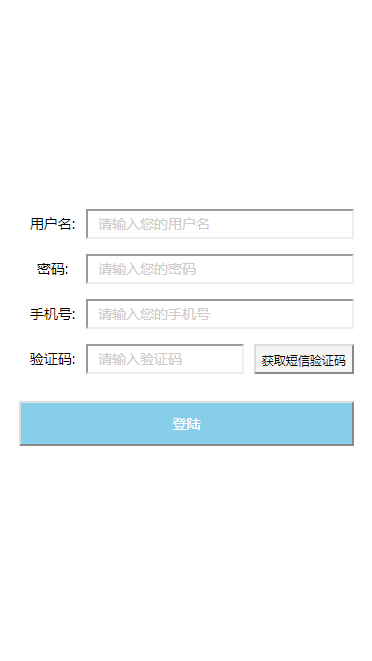 用户名: 请输入您的用户名
密码: 请输入您的密码
手机号: 请输入您的手机号
验证码: 请输入验证码 获取短信验证码
登陆